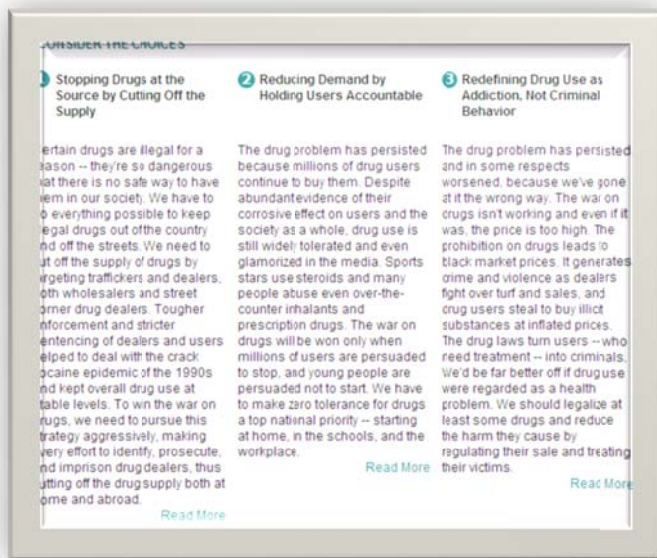 CONSIDER THE CHOICES
1 Stopping Drugs at the
Source by Cutting Off the
Supply
ertain drugs are illegal for a
eason -- they're so dangerous
at there is no safe way to have
em in our society. We have to
o everything possible to keep
egal drugs out of the country
nd off the streets. We need to
ut off the supply of drugs by
rgeting traffickers and dealers,
oth wholesalers and street
orner drug dealers. Tougher
nforcement and stricter
entencing of dealers and users
elped to deal with the crack
ocaine epidemic of the 1990s
nd kept overall drug use at
table levels. To win the war on
rugs, we need to pursue this
trategy aggressively, making
very effort to identify, prosecute,
nd imprison drug dealers, thus
utting off the drug supply both at
ome and abroad.
Read More
2 Reducing Demand by
Holding Users Accountable
The drug problem has persisted
because millions of drug users
continue to buy them. Despite
abundant evidence of their
corrosive effect on users and the
society as a whole, drug use is
still widely tolerated and even
glamorized in the media. Sports
stars use steroids and many
people abuse even over-the-
counter inhalants and
prescription drugs. The war on
drugs will be won only when
millions of users are persuaded
to stop, and young people are
persuaded not to start. We have
to make zero tolerance for drugs
a top national priority -- starting
at home, in the schools, and the
workplace.
Read More
3 Redefining Drug Use as
Addiction, Not Criminal
Behavior
The drug problem has persisted
and in some respects
worsened, because we've gone
at it the wrong way. The war on
drugs isn't working and even if it
was, the price is too high. The
prohibition on drugs leads to
black market prices. It generates
crime and violence as dealers
fight over turf and sales, and
drug users steal to buy illicit
substances at inflated prices.
The drug laws turn users -- who
need treatment -- into criminals.
We'd be far better off if drug use
were regarded as a health
problem. We should legalize at
least some drugs and reduce
the harm they cause by
regulating their sale and treating
their victims.
Read More